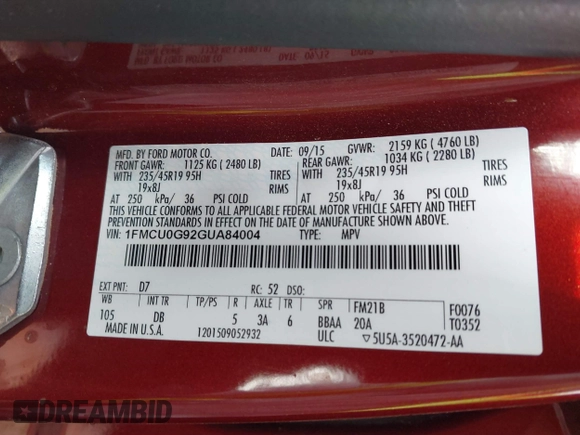 MFD. BY FORD MOTOR CO. DATE: 09/15 GVWR: 2159 KG ( 4760 LB)
FRONT GAWR: 1125 KG ( 2480 LB) REAR GAWR: 1034 KG ( 2280 LB)
WITH 235/45R19 95H TIRES WITH 235/45R19 95H TIRES
19x8J RIMS 19x8J RIMS
AT 250 kPa/ 36 PSI COLD AT 250 kPa/ 36 PSI COLD
THIS VEHICLE CONFORMS TO ALL APPLICABLE FEDERAL MOTOR VEHICLE SAFETY AND THEFT
PREVENTION STANDARDS IN EFFECT ON THE DATE OF MANUFACTURE SHOWN ABOVE.
VIN: 1FMCU0G92GUA84004 TYPE: MPV
EXT PNT: D7 RC: 52 DSO:
WB INT TR TP/PS R AXLE TR SPR FM21B F0076
105 DB 5 3A 6 BBAA 20A T0352
MADE IN U.S.A. 1201509052932 ULC ▽5U5A-3520472-AA
DREAMBID